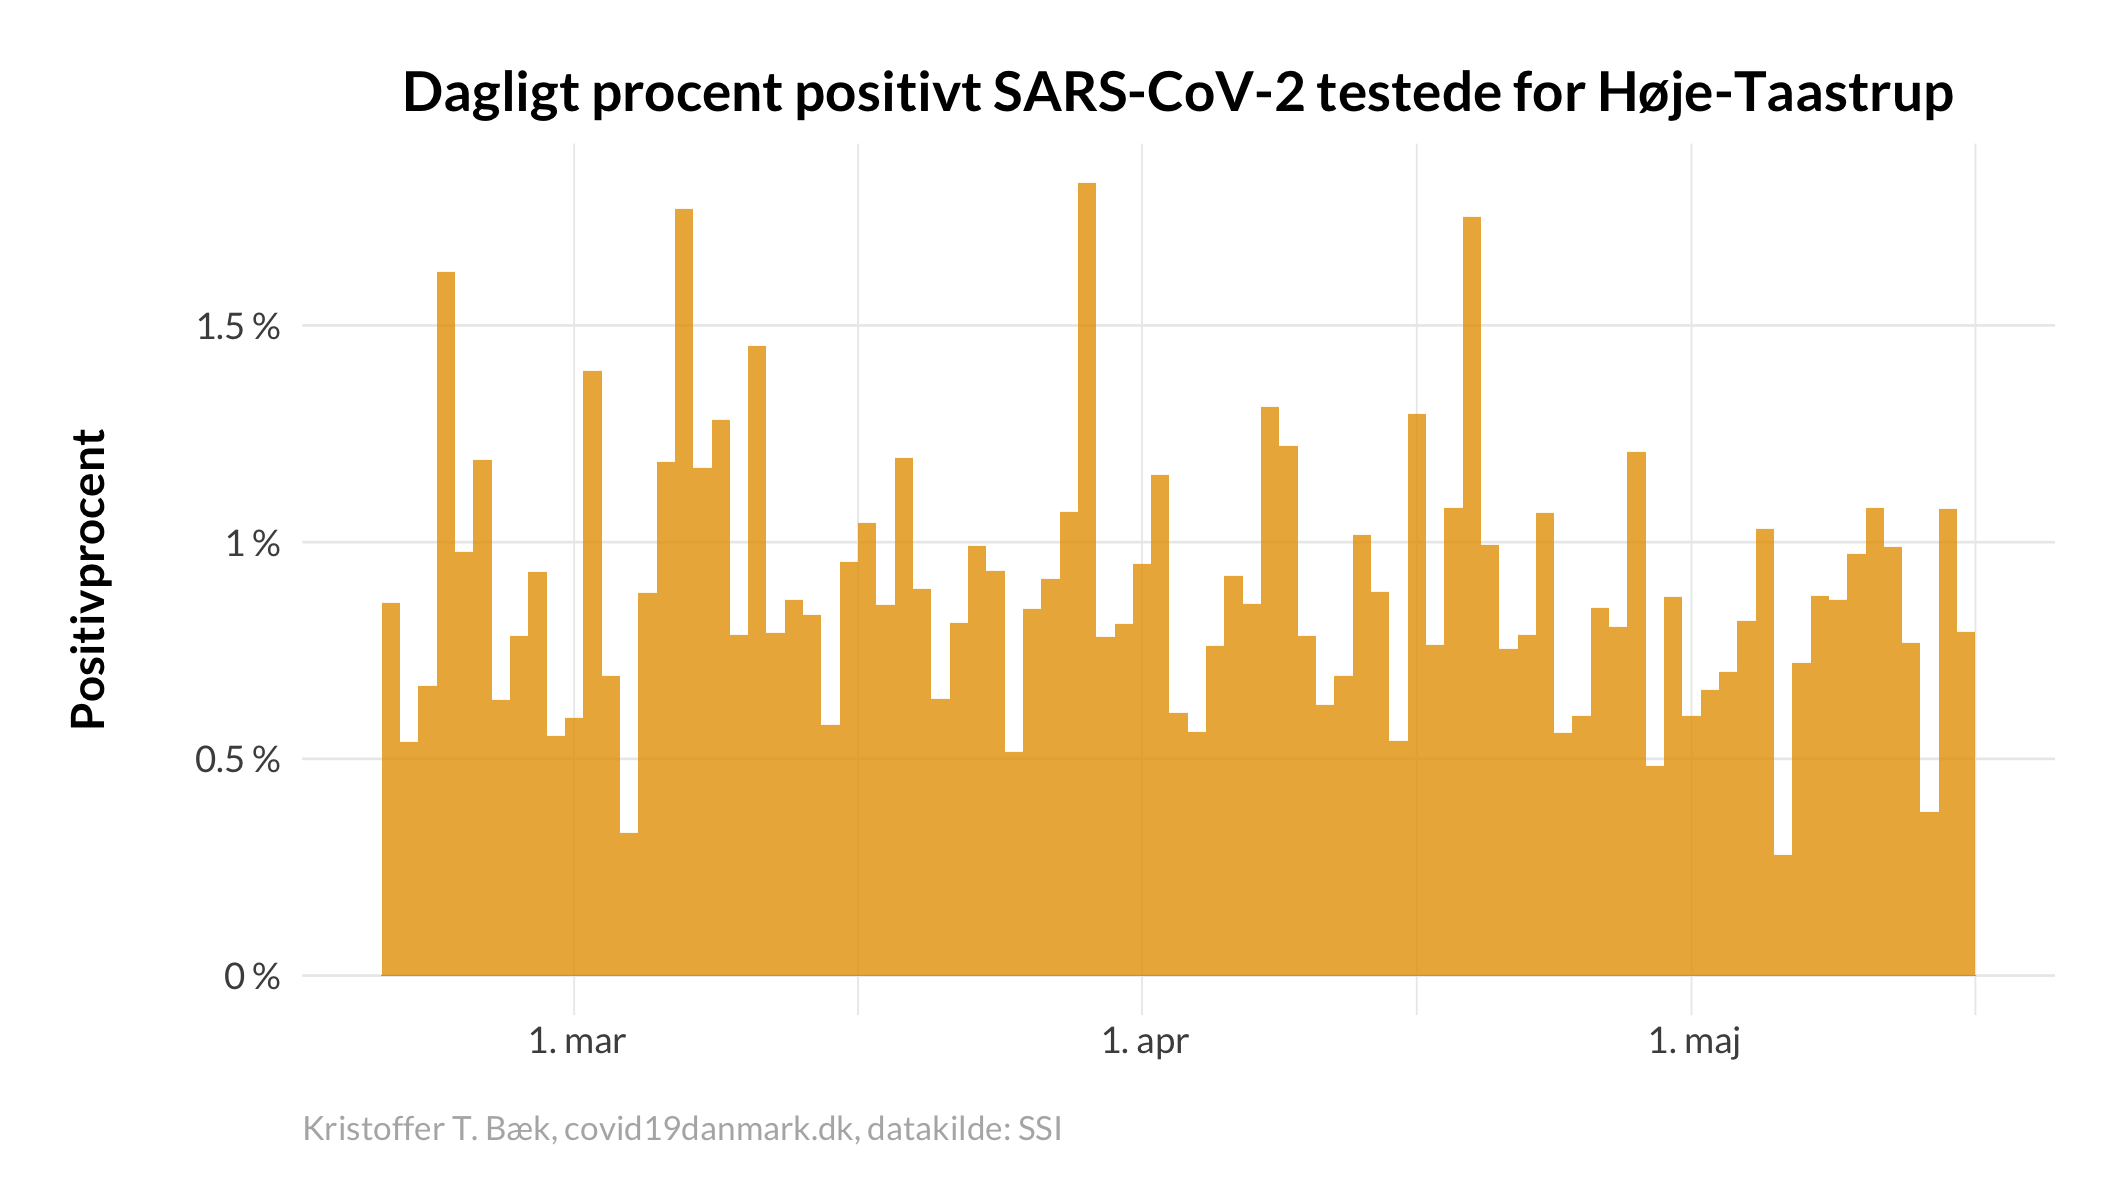 Dagligt procent positivt SARS-CoV-2 testede for Høje-Taastrup
Positivprocent
1.5 %
1 %
0.5 %
0 %
1. mar
1. apr
1. maj
Kristoffer T. Bæk, covid19danmark.dk, datakilde: SSI